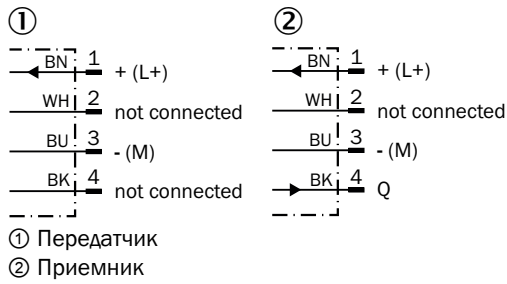 ①
BN 1 + (L+)
WH 2 not connected
BU 3 - (M)
BK 4 not connected
②
BN 1 + (L+)
WH 2 not connected
BU 3 - (M)
BK 4 Q
① Передатчик
② Приемник